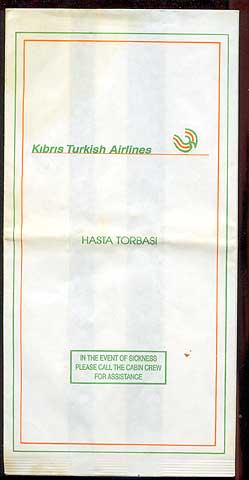 Kıbrıs Turkish Airlines
HASTA TORBASI
IN THE EVENT OF SICKNESS
PLEASE CALL THE CABIN CREW
FOR ASSISTANCE